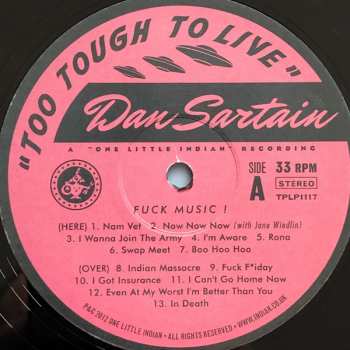 "TOO TOUGH TO LIVE"
Dan Sartain
A "ONE LITTLE INDIAN" RECORDING
SIDE
A
33 RPM
STEREO
TPLP1117
FUCK MUSIC !
(HERE) 1. Nam Vet 2. Now Now Now (with Jane Wiedlin)
3. I Wanna Join The Army 4. I'm Aware 5. Rona
6. Swap Meet 7. Boo Hoo Hoo
(OVER) 8. Indian Massacre 9. Fuck F*iday
10. I Got Insurance 11. I Can't Go Home Now
12. Even At My Worst I'm Better Than You
13. In Death
P&C 2012 ONE LITTLE INDIAN • ALL RIGHTS RESERVED • WWW.INDIAN.CO.UK